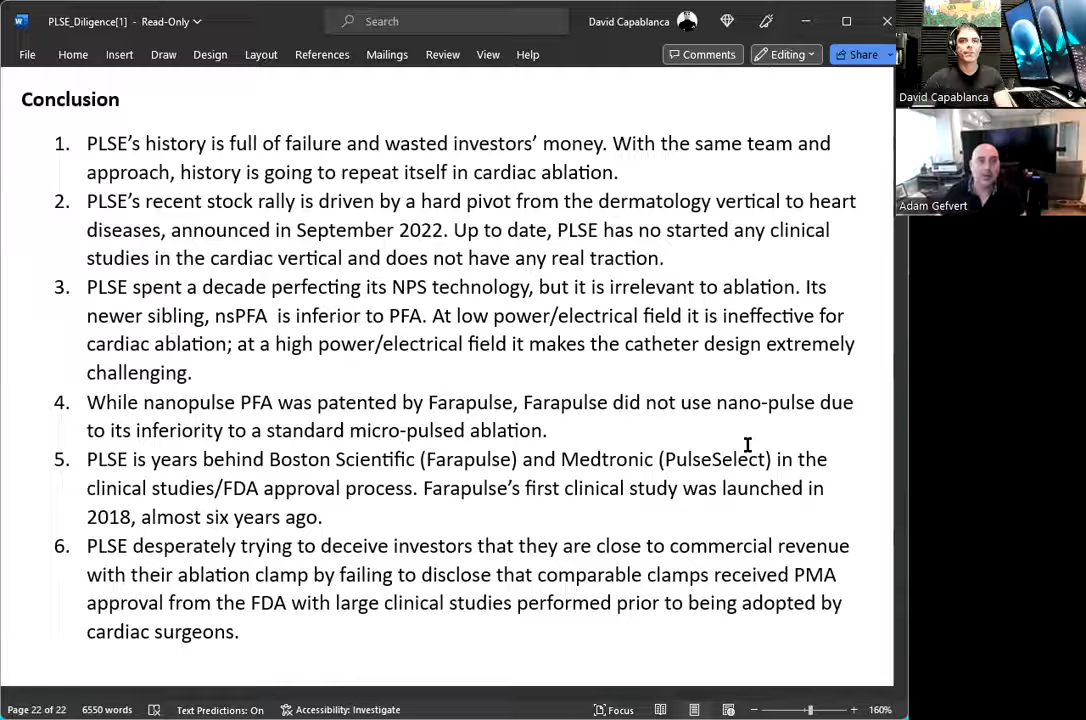 PLSE_Diligence[1] - Read-Only
Search
David Capablanca
File Home Insert Draw Design Layout References Mailings Review View Help
Comments Editing Share
David Capablanca
Adam Gefvert
Conclusion
1. PLSE’s history is full of failure and wasted investors’ money. With the same team and
approach, history is going to repeat itself in cardiac ablation.
2. PLSE’s recent stock rally is driven by a hard pivot from the dermatology vertical to heart
diseases, announced in September 2022. Up to date, PLSE has no started any clinical
studies in the cardiac vertical and does not have any real traction.
3. PLSE spent a decade perfecting its NPS technology, but it is irrelevant to ablation. Its
newer sibling, nsPFA is inferior to PFA. At low power/electrical field it is ineffective for
cardiac ablation; at a high power/electrical field it makes the catheter design extremely
challenging.
4. While nanopulse PFA was patented by Farapulse, Farapulse did not use nano-pulse due
to its inferiority to a standard micro-pulsed ablation.
5. PLSE is years behind Boston Scientific (Farapulse) and Medtronic (PulseSelect) in the
clinical studies/FDA approval process. Farapulse’s first clinical study was launched in
2018, almost six years ago.
6. PLSE desperately trying to deceive investors that they are close to commercial revenue
with their ablation clamp by failing to disclose that comparable clamps received PMA
approval from the FDA with large clinical studies performed prior to being adopted by
cardiac surgeons.
Page 22 of 22 6550 words Text Predictions: On Accessibility: Investigate Focus 160%